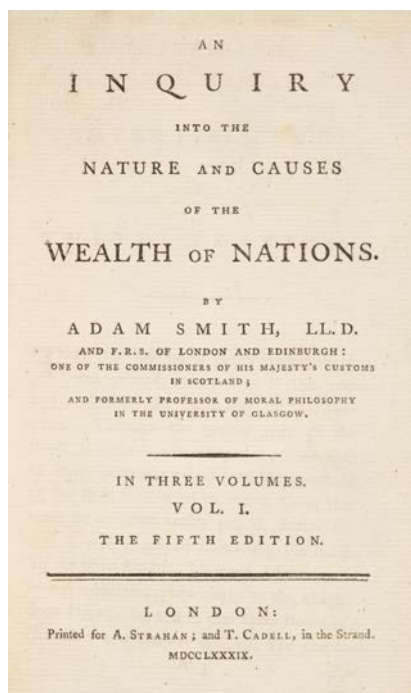 AN
INQUIRY
INTO THE
NATURE AND CAUSES
OF THE
WEALTH OF NATIONS.
BY
ADAM SMITH, LL.D.
AND F.R.S. OF LONDON AND EDINBURGH:
ONE OF THE COMMISSIONERS OF HIS MAJESTY'S CUSTOMS
IN SCOTLAND;
AND FORMERLY PROFESSOR OF MORAL PHILOSOPHY
IN THE UNIVERSITY OF GLASGOW.
IN THREE VOLUMES.
VOL. I.
THE FIFTH EDITION.
LONDON:
Printed for A. STRAHAN; and T. CADELL, in the Strand.
MDCCLXXXIX.